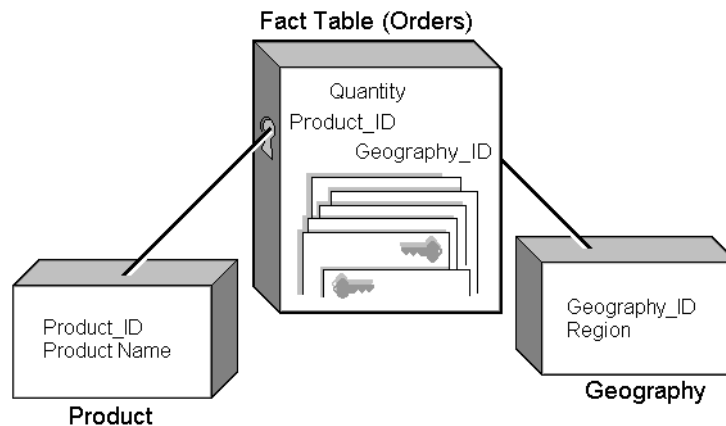 Fact Table (Orders)
Quantity
Product_ID
Geography_ID
Product_ID
Product Name
Product
Geography_ID
Region
Geography